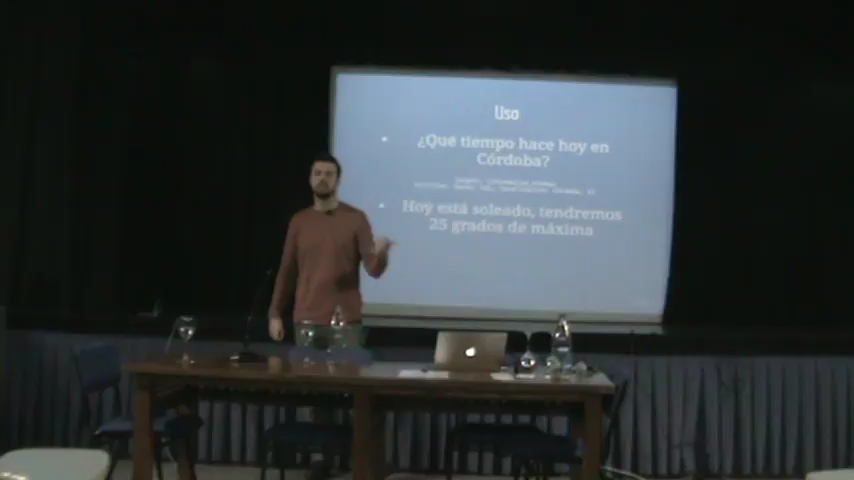 Uso
¿Qué tiempo hace hoy en
Córdoba?
Hoy está soleado, tendremos
25 grados de máxima